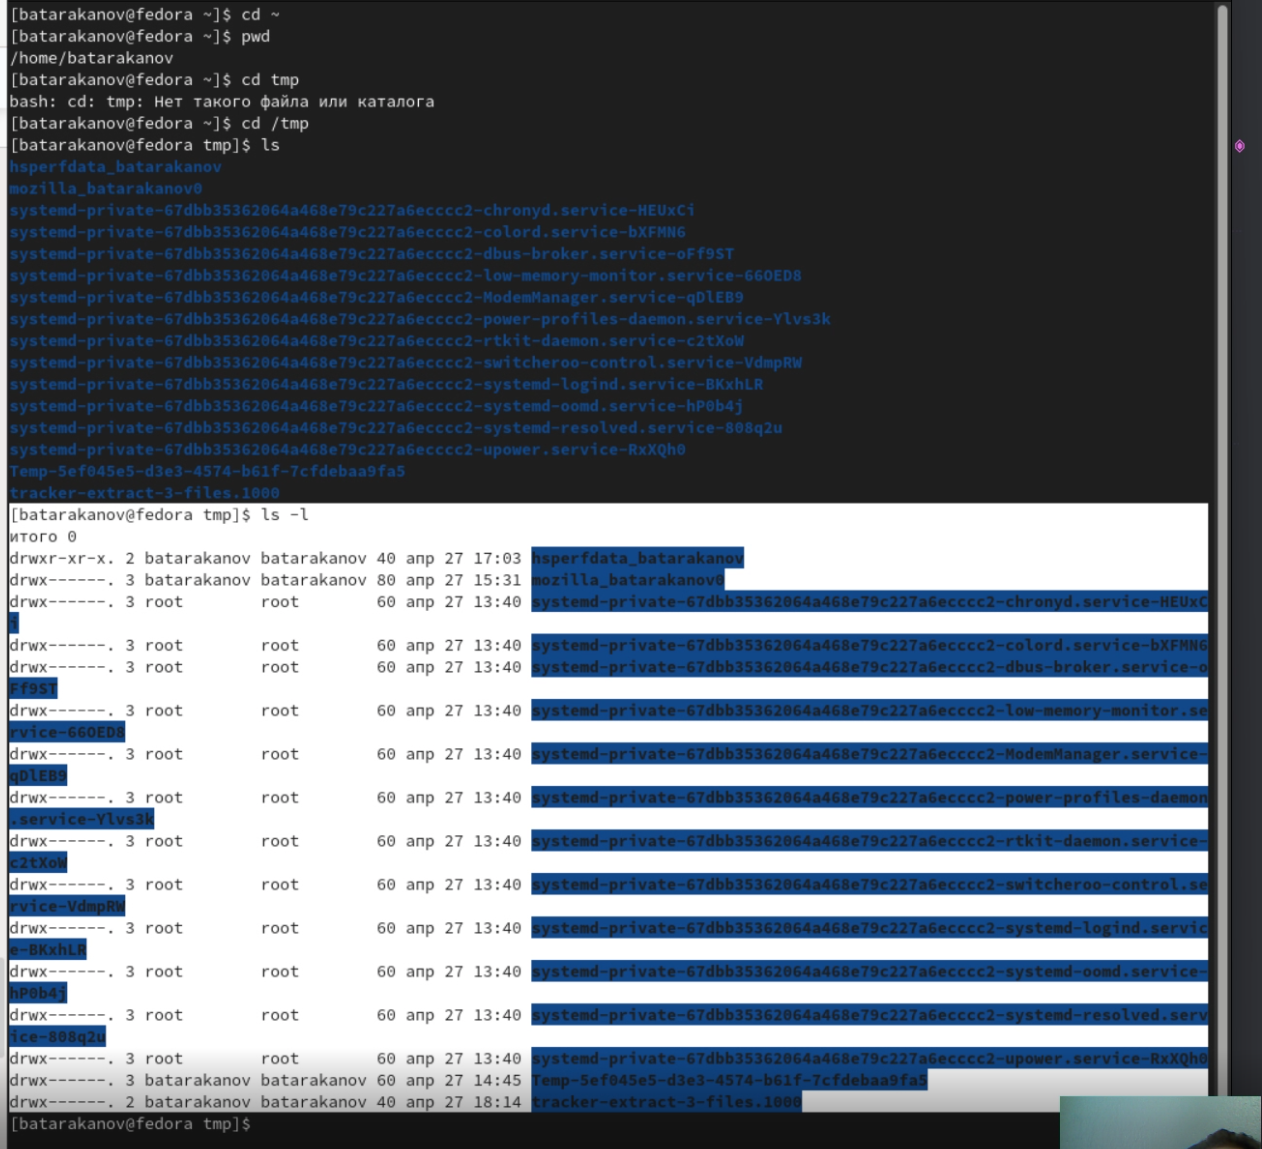 [batarakanov@fedora ~]$ cd ~
[batarakanov@fedora ~]$ pwd
/home/batarakanov
[batarakanov@fedora ~]$ cd tmp
bash: cd: tmp: Нет такого файла или каталога
[batarakanov@fedora ~]$ cd /tmp
[batarakanov@fedora tmp]$ ls
hsperfdata_batarakanov
mozilla_batarakanov0
systemd-private-67dbb35362064a468e79c227a6ecccc2-chronyd.service-HEUxCi
systemd-private-67dbb35362064a468e79c227a6ecccc2-colord.service-bXFMN6
systemd-private-67dbb35362064a468e79c227a6ecccc2-dbus-broker.service-oFf9ST
systemd-private-67dbb35362064a468e79c227a6ecccc2-low-memory-monitor.service-66OED8
systemd-private-67dbb35362064a468e79c227a6ecccc2-ModemManager.service-qDlEB9
systemd-private-67dbb35362064a468e79c227a6ecccc2-power-profiles-daemon.service-Ylvs3k
systemd-private-67dbb35362064a468e79c227a6ecccc2-rtkit-daemon.service-c2tXoW
systemd-private-67dbb35362064a468e79c227a6ecccc2-switcheroo-control.service-VdmpRW
systemd-private-67dbb35362064a468e79c227a6ecccc2-systemd-logind.service-BKxhLR
systemd-private-67dbb35362064a468e79c227a6ecccc2-systemd-oomd.service-hP0b4j
systemd-private-67dbb35362064a468e79c227a6ecccc2-systemd-resolved.service-808q2u
systemd-private-67dbb35362064a468e79c227a6ecccc2-upower.service-RxXQh0
Temp-5ef045e5-d3e3-4574-b61f-7cfdebaa9fa5
tracker-extract-3-files.1000
[batarakanov@fedora tmp]$ ls -l
итого 0
drwxr-xr-x. 2 batarakanov batarakanov 40 апр 27 17:03 hsperfdata_batarakanov
drwx------. 3 batarakanov batarakanov 80 апр 27 15:31 mozilla_batarakanov0
drwx------. 3 root        root        60 апр 27 13:40 systemd-private-67dbb35362064a468e79c227a6ecccc2-chronyd.service-HEUxC
i
drwx------. 3 root        root        60 апр 27 13:40 systemd-private-67dbb35362064a468e79c227a6ecccc2-colord.service-bXFMN6
drwx------. 3 root        root        60 апр 27 13:40 systemd-private-67dbb35362064a468e79c227a6ecccc2-dbus-broker.service-o
Ff9ST
drwx------. 3 root        root        60 апр 27 13:40 systemd-private-67dbb35362064a468e79c227a6ecccc2-low-memory-monitor.se
rvice-66OED8
drwx------. 3 root        root        60 апр 27 13:40 systemd-private-67dbb35362064a468e79c227a6ecccc2-ModemManager.service-
qDlEB9
drwx------. 3 root        root        60 апр 27 13:40 systemd-private-67dbb35362064a468e79c227a6ecccc2-power-profiles-daemon
.service-Ylvs3k
drwx------. 3 root        root        60 апр 27 13:40 systemd-private-67dbb35362064a468e79c227a6ecccc2-rtkit-daemon.service-
c2tXoW
drwx------. 3 root        root        60 апр 27 13:40 systemd-private-67dbb35362064a468e79c227a6ecccc2-switcheroo-control.se
rvice-VdmpRW
drwx------. 3 root        root        60 апр 27 13:40 systemd-private-67dbb35362064a468e79c227a6ecccc2-systemd-logind.servic
e-BKxhLR
drwx------. 3 root        root        60 апр 27 13:40 systemd-private-67dbb35362064a468e79c227a6ecccc2-systemd-oomd.service-
hP0b4j
drwx------. 3 root        root        60 апр 27 13:40 systemd-private-67dbb35362064a468e79c227a6ecccc2-systemd-resolved.serv
ice-808q2u
drwx------. 3 root        root        60 апр 27 13:40 systemd-private-67dbb35362064a468e79c227a6ecccc2-upower.service-RxXQh0
drwx------. 3 batarakanov batarakanov 60 апр 27 14:45 Temp-5ef045e5-d3e3-4574-b61f-7cfdebaa9fa5
drwx------. 2 batarakanov batarakanov 40 апр 27 18:14 tracker-extract-3-files.1000
[batarakanov@fedora tmp]$